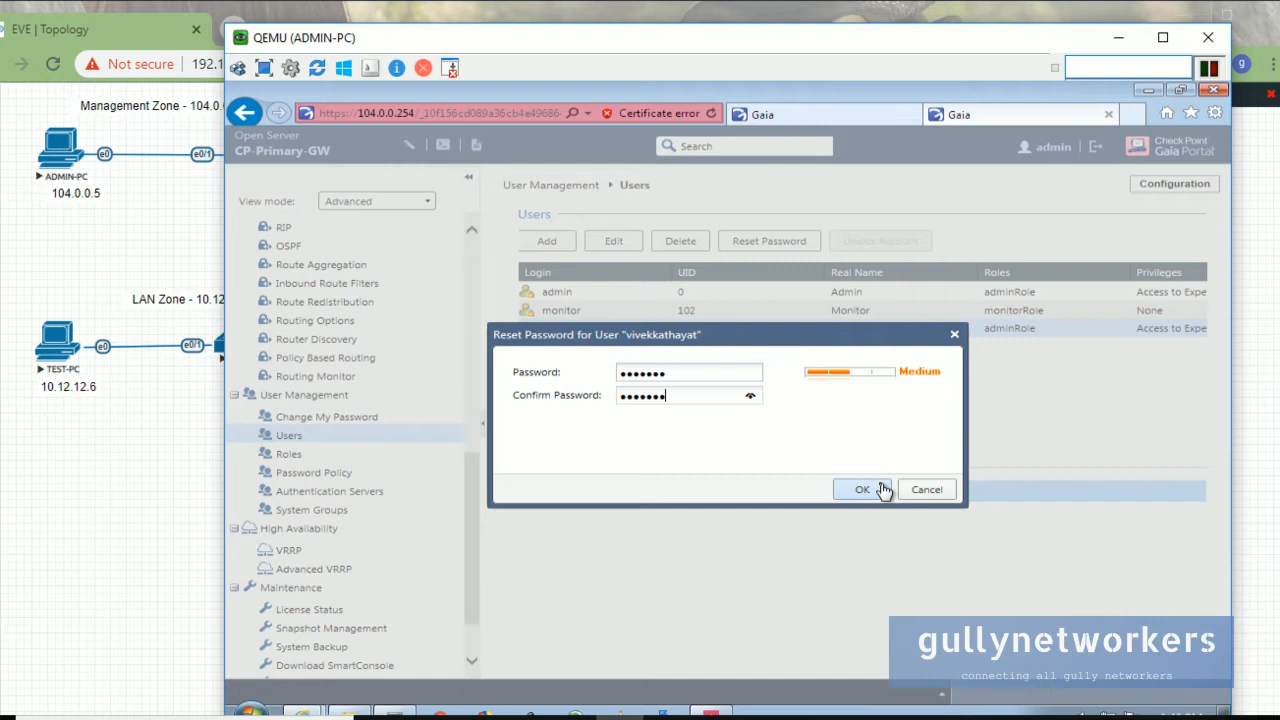 EVE | Topology
Not secure 192.1
QEMU (ADMIN-PC)
https://104.0.0.254/_10f156cd089a36cb4e49686-
Certificate error
Gaia
Gaia
Management Zone - 104.0.
e0
e0/1
ADMIN-PC
104.0.0.5
LAN Zone - 10.12
e0
e0/1
TEST-PC
10.12.12.6
Open Server
CP-Primary-GW
Search
admin
Check Point
Gaia Portal
View mode: Advanced
RIP
OSPF
Route Aggregation
Inbound Route Filters
Route Redistribution
Routing Options
Router Discovery
Policy Based Routing
Routing Monitor
User Management
Change My Password
Users
Roles
Password Policy
Authentication Servers
System Groups
High Availability
VRRP
Advanced VRRP
Maintenance
License Status
Snapshot Management
System Backup
Download SmartConsole
User Management Users
Configuration
Users
Add Edit Delete Reset Password Unlock Account
Login UID Real Name Roles Privileges
admin 0 Admin adminRole Access to Expe
monitor 102 Monitor monitorRole None
adminRole Access to Expe
Reset Password for User "vivekkathayat"
Password: Medium
Confirm Password:
OK Cancel
gullynetworkers
connecting all gully networkers